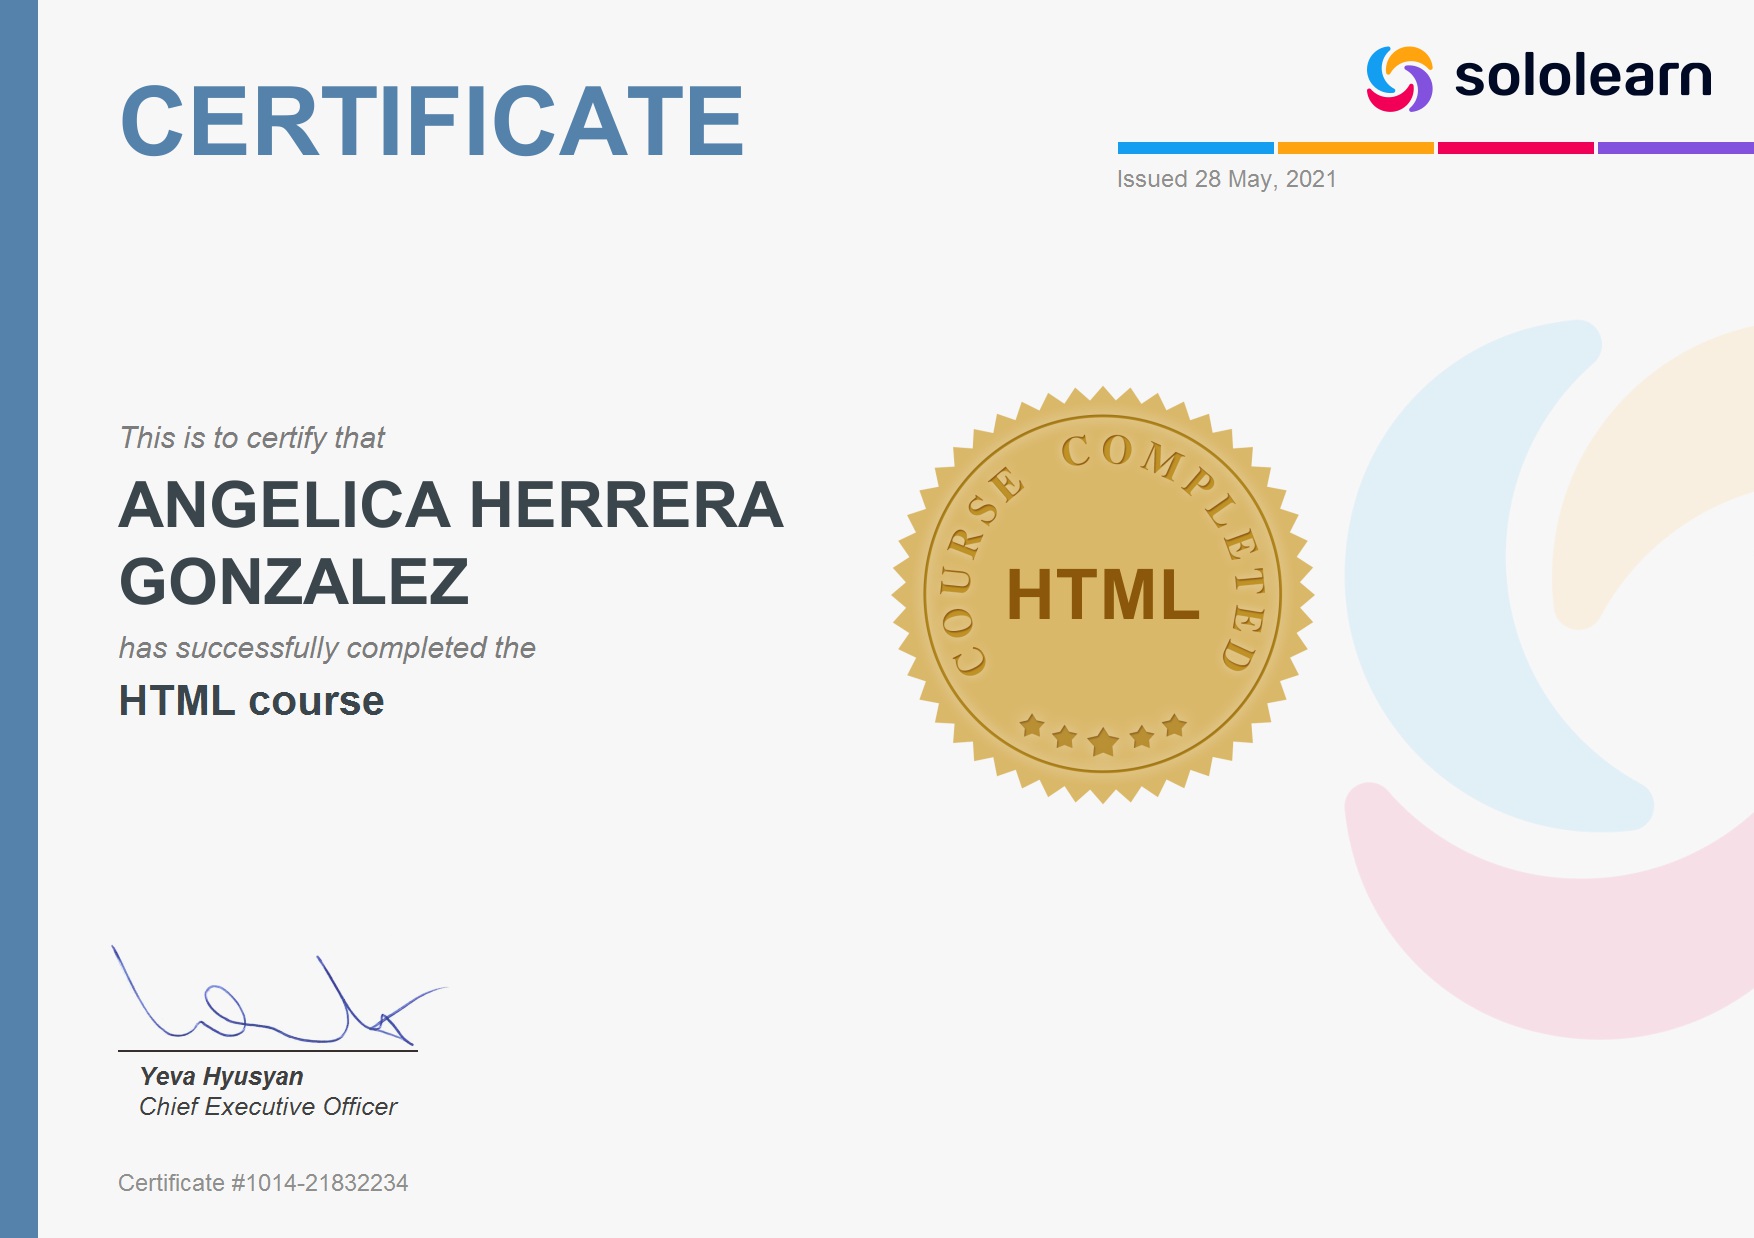 CERTIFICATE
sololearn
Issued 28 May, 2021
This is to certify that
ANGELICA HERRERA
GONZALEZ
has successfully completed the
HTML course
COURSE COMPLETED
HTML
Yeva Hyusyan
Chief Executive Officer
Certificate #1014-21832234